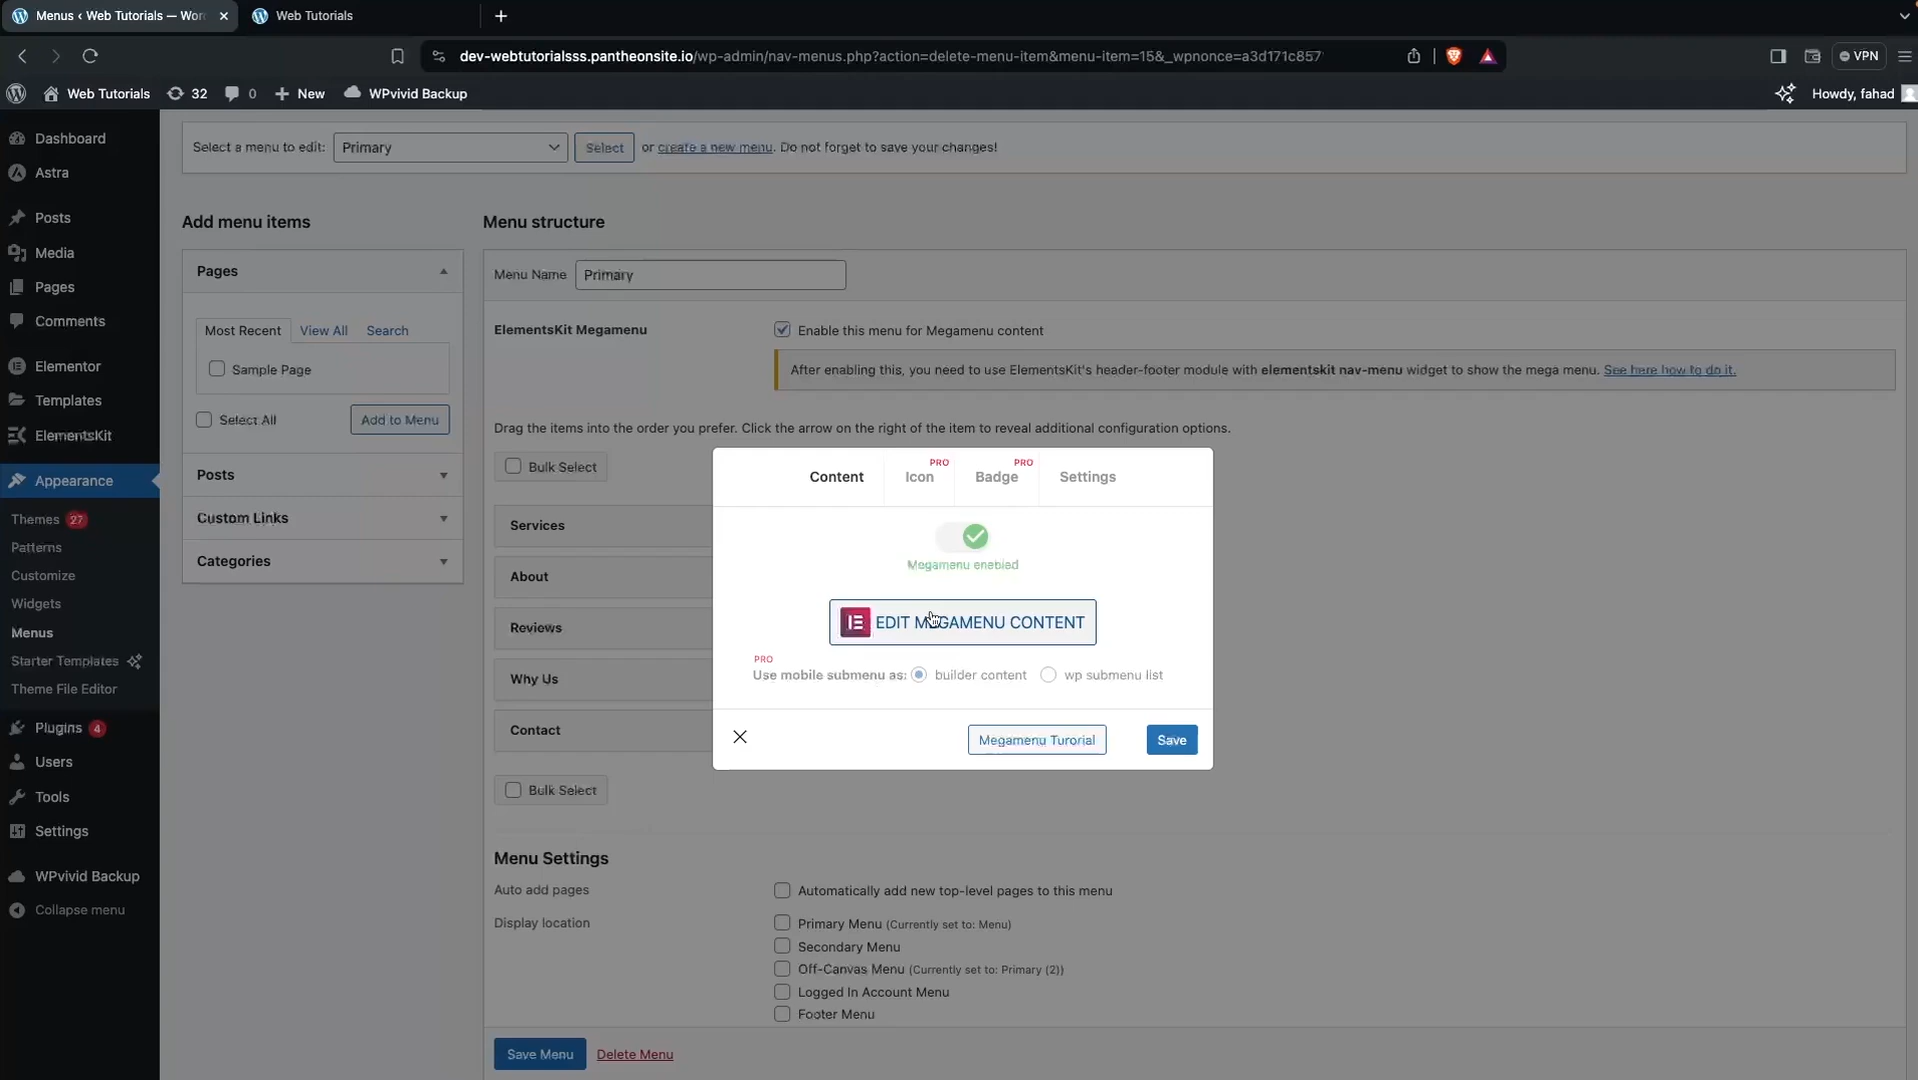 Menus ‹ Web Tutorials — Wor
Web Tutorials
dev-webtutorialsss.pantheonsite.io/wp-admin/nav-menus.php?action=delete-menu-item&menu-item=15&_wpnonce=a3d171c857
VPN
Web Tutorials
32
0
New
WPvivid Backup
Howdy, fahad
Dashboard
Astra
Posts
Media
Pages
Comments
Elementor
Templates
ElementsKit
Appearance
Themes 27
Patterns
Customize
Widgets
Menus
Starter Templates
Theme File Editor
Plugins 4
Users
Tools
Settings
WPvivid Backup
Collapse menu
Select a menu to edit: Primary Select or create a new menu. Do not forget to save your changes!
Add menu items
Pages
Most Recent View All Search
Sample Page
Select All Add to Menu
Posts
Custom Links
Categories
Menu structure
Menu Name Primary
ElementsKit Megamenu
Enable this menu for Megamenu content
After enabling this, you need to use ElementsKit's header-footer module with elementskit nav-menu widget to show the mega menu. See here how to do it.
Drag the items into the order you prefer. Click the arrow on the right of the item to reveal additional configuration options.
Bulk Select
Services
About
Reviews
Why Us
Contact
Bulk Select
Content
Icon PRO
Badge PRO
Settings
Megamenu enabled
EDIT MEGAMENU CONTENT
PRO
Use mobile submenu as: builder content wp submenu list
Megamenu Turorial
Save
Menu Settings
Auto add pages
Automatically add new top-level pages to this menu
Display location
Primary Menu (Currently set to: Menu)
Secondary Menu
Off-Canvas Menu (Currently set to: Primary (2))
Logged In Account Menu
Footer Menu
Save Menu Delete Menu